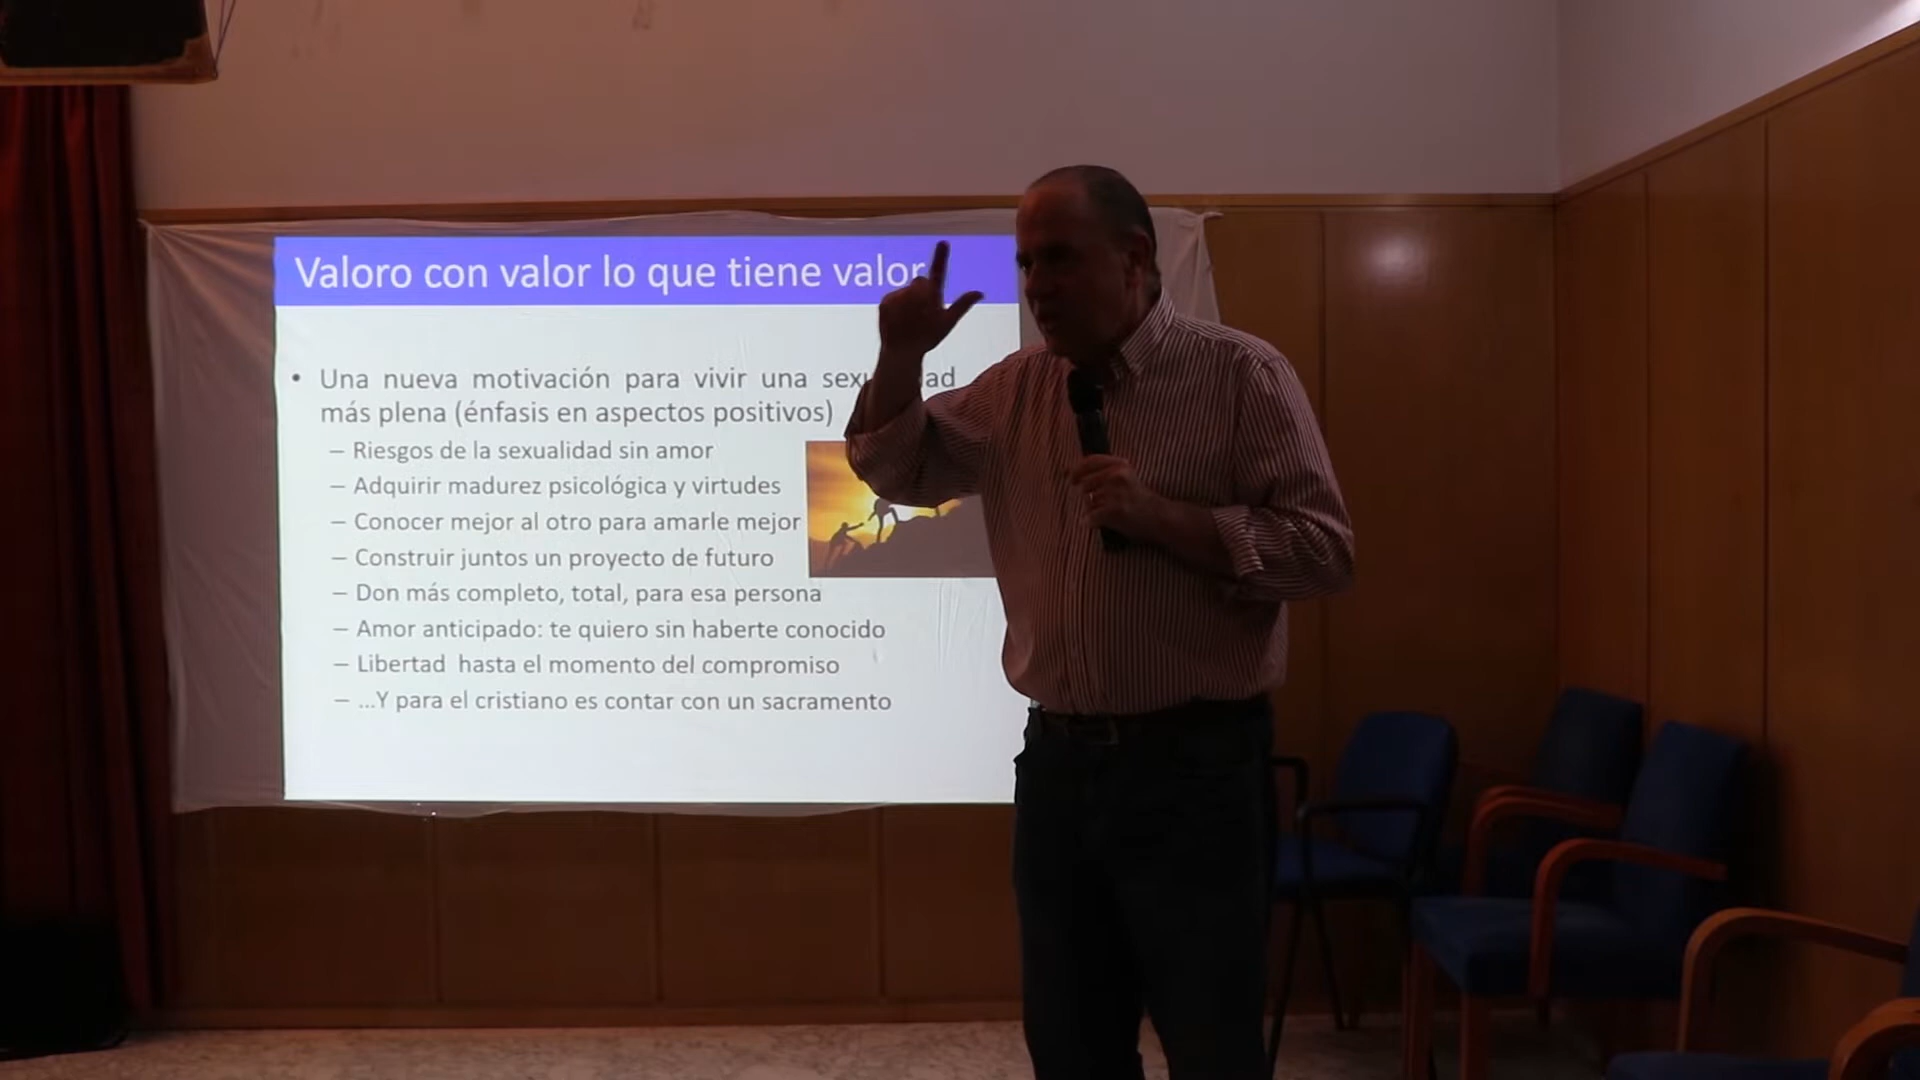 Valoro con valor lo que tiene valor
• Una nueva motivación para vivir una
más plena (énfasis en aspectos positivos)
– Riesgos de la sexualidad sin amor
– Adquirir madurez psicológica y virtudes
– Conocer mejor al otro para amarle mejor
– Construir juntos un proyecto de futuro
– Don más completo, total, para esa persona
– Amor anticipado: te quiero sin haberte conocido
– Libertad hasta el momento del compromiso
– ...Y para el cristiano es contar con un sacramento